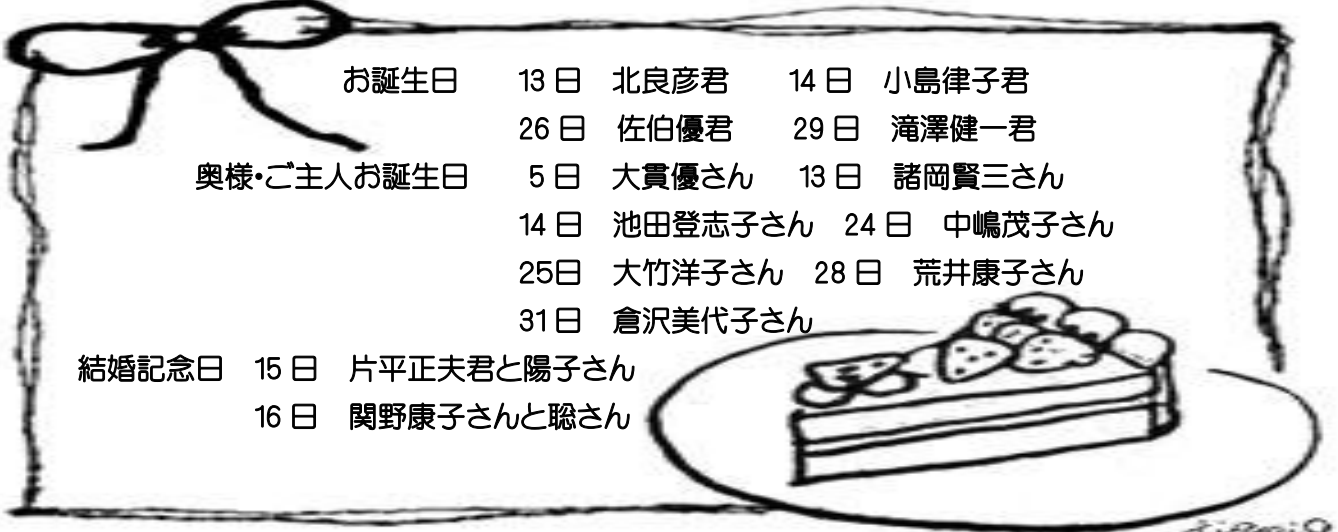 お誕生日 13日 北良彦君 14日 小島律子君
26日 佐伯優君 29日 滝澤健一君
奥様・ご主人お誕生日 5日 大貫優さん 13日 諸岡賢三さん
14日 池田登志子さん 24日 中嶋茂子さん
25日 大竹洋子さん 28日 荒井康子さん
31日 倉沢美代子さん
結婚記念日 15日 片平正夫君と陽子さん
16日 関野康子さんと聡さん